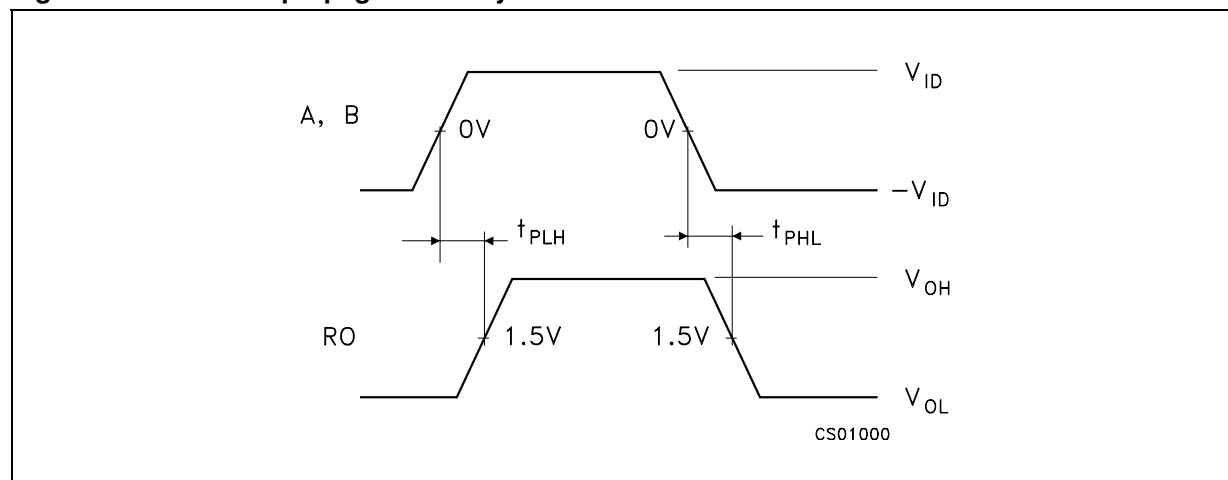 V_ID
A, B
0V
0V
-V_ID
t_PLH
t_PHL
V_OH
RO
1.5V
1.5V
V_OL
CS01000